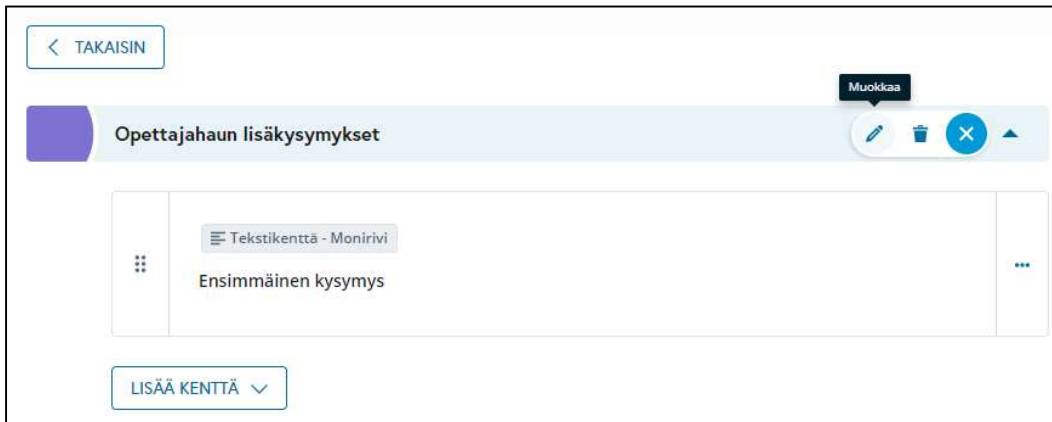 TAKAISIN
Muokkaa
Opettajahaun lisäkysymykset
Tekstikenttä - Monirivi
Ensimmäinen kysymys
LISÄÄ KENTTÄ